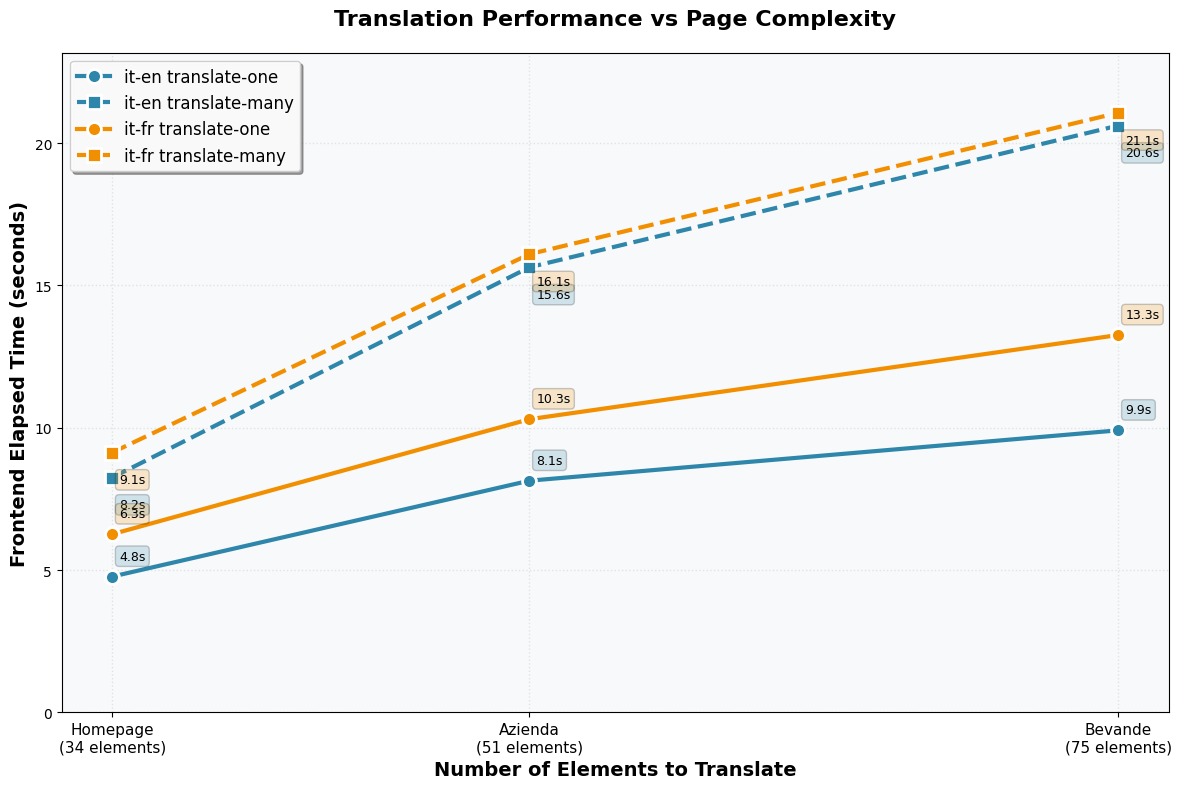 Translation Performance vs Page Complexity
it-en translate-one
it-en translate-many
it-fr translate-one
it-fr translate-many
Frontend Elapsed Time (seconds)
20
15
10
5
0
21.1s
20.6s
16.1s
15.6s
13.3s
10.3s
9.9s
8.1s
9.1s
8.2s
6.3s
4.8s
Homepage
(34 elements)
Azienda
(51 elements)
Bevande
(75 elements)
Number of Elements to Translate